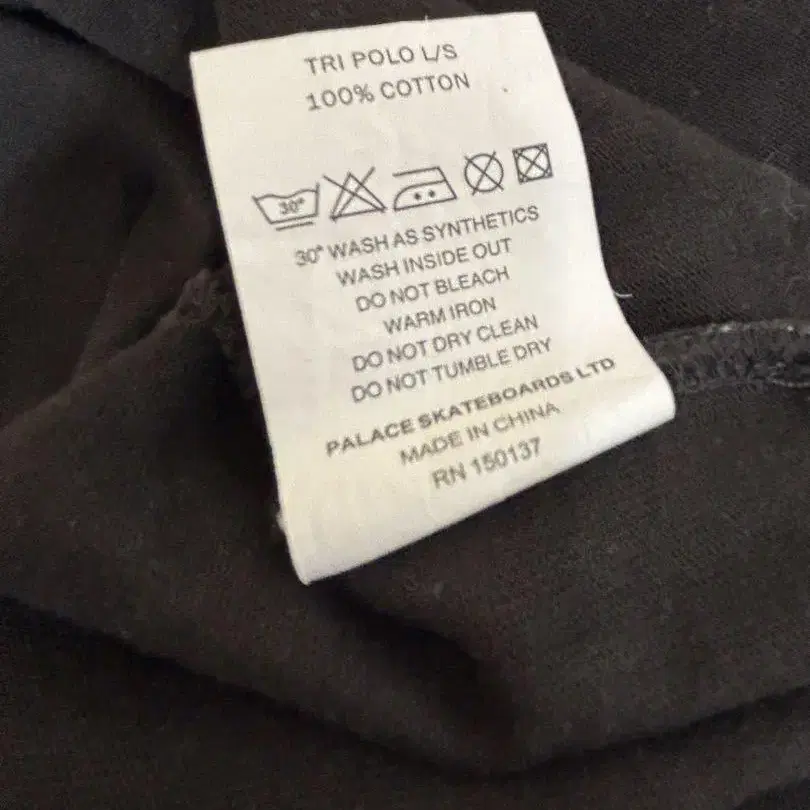 TRI POLO L/S
100% COTTON
30°
30° WASH AS SYNTHETICS
WASH INSIDE OUT
DO NOT BLEACH
WARM IRON
DO NOT DRY CLEAN
DO NOT TUMBLE DRY
PALACE SKATEBOARDS LTD
MADE IN CHINA
RN 150137